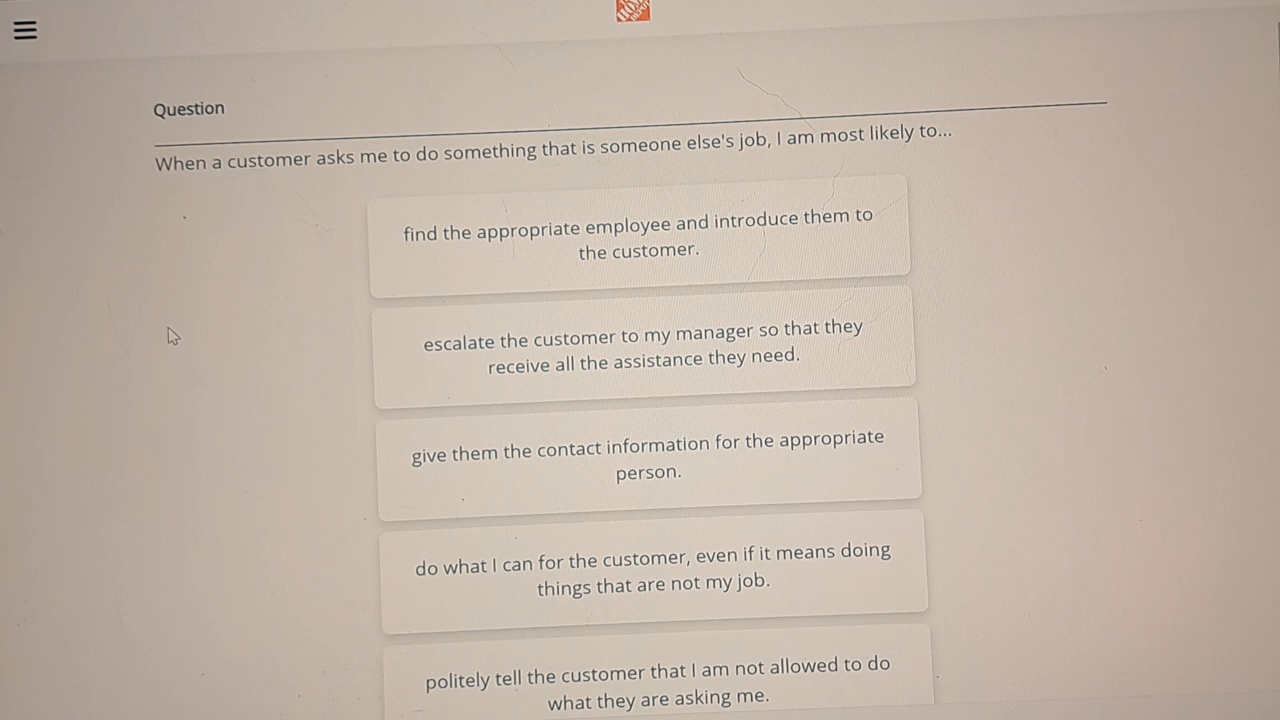 Question
When a customer asks me to do something that is someone else's job, I am most likely to...
find the appropriate employee and introduce them to
the customer.
escalate the customer to my manager so that they
receive all the assistance they need.
give them the contact information for the appropriate
person.
do what I can for the customer, even if it means doing
things that are not my job.
politely tell the customer that I am not allowed to do
what they are asking me.